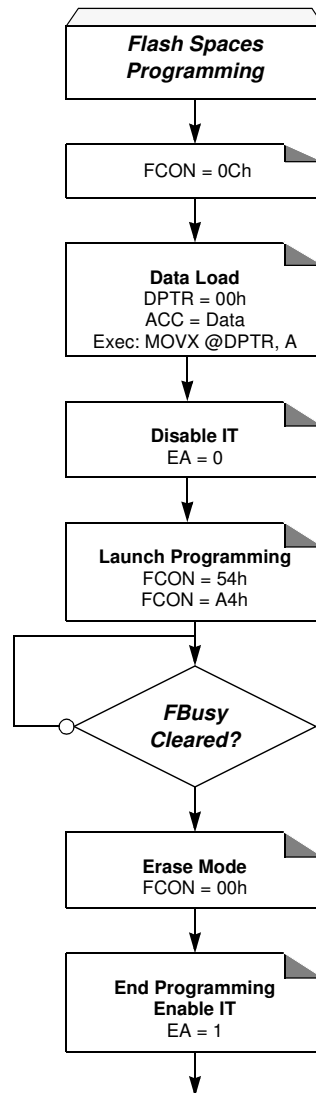 Flash Spaces
Programming
FCON = 0Ch
Data Load
DPTR = 00h
ACC = Data
Exec: MOVX @DPTR, A
Disable IT
EA = 0
Launch Programming
FCON = 54h
FCON = A4h
FBusy
Cleared?
Erase Mode
FCON = 00h
End Programming
Enable IT
EA = 1